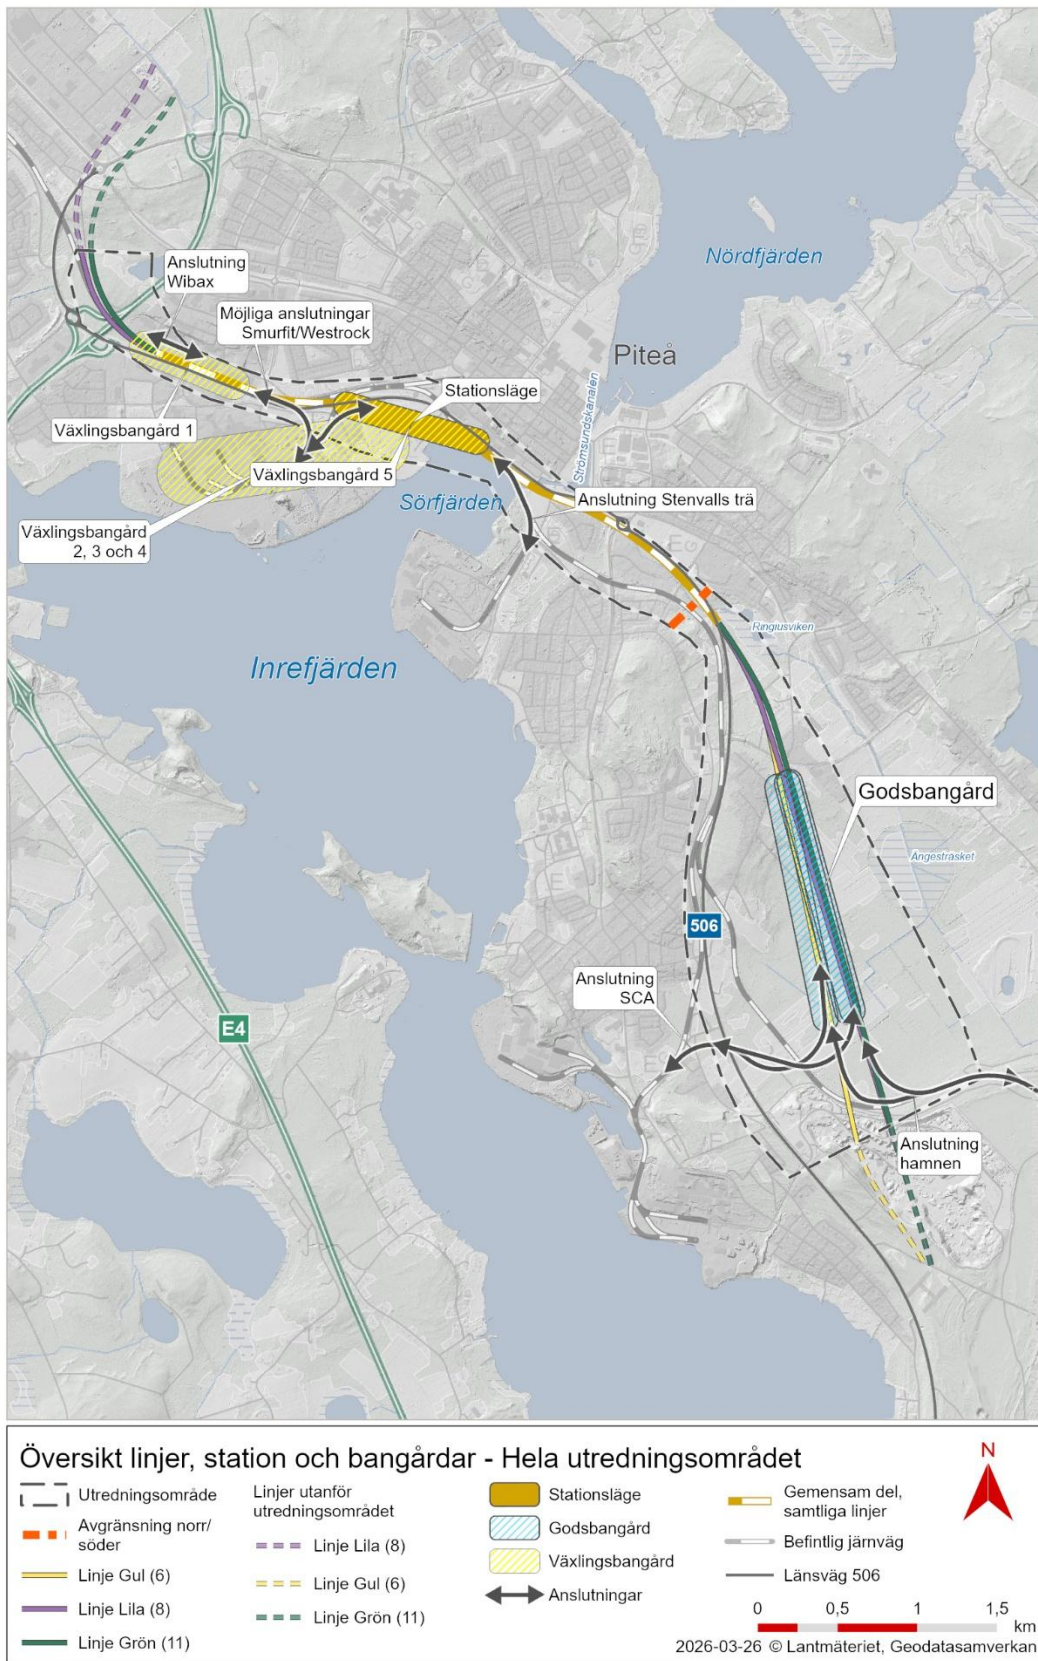 Nördfjärden
Anslutning
Wibax
Möjliga anslutningar
Smurfit/Westrock
Piteå
Stationsläge
Växlingsbangård 1
Strömsundskanalen
Växlingsbangård 5
Sörfjärden
Anslutning Stenvalls trä
Växlingsbangård
2, 3 och 4
Ringiusviken
Inrefjärden
Godsbangård
Ängesträsket
506
Anslutning
SCA
E4
Anslutning
hamnen
Översikt linjer, station och bangårdar - Hela utredningsområdet
Utredningsområde
Avgränsning norr/
söder
Linje Gul (6)
Linje Lila (8)
Linje Grön (11)
Linjer utanför
utredningsområdet
Linje Lila (8)
Linje Gul (6)
Linje Grön (11)
Stationsläge
Godsbangård
Växlingsbangård
Anslutningar
Gemensam del,
samtliga linjer
Befintlig järnväg
Länsväg 506
N
0 0,5 1 1,5
km
2026-03-26 © Lantmäteriet, Geodatasamverkan